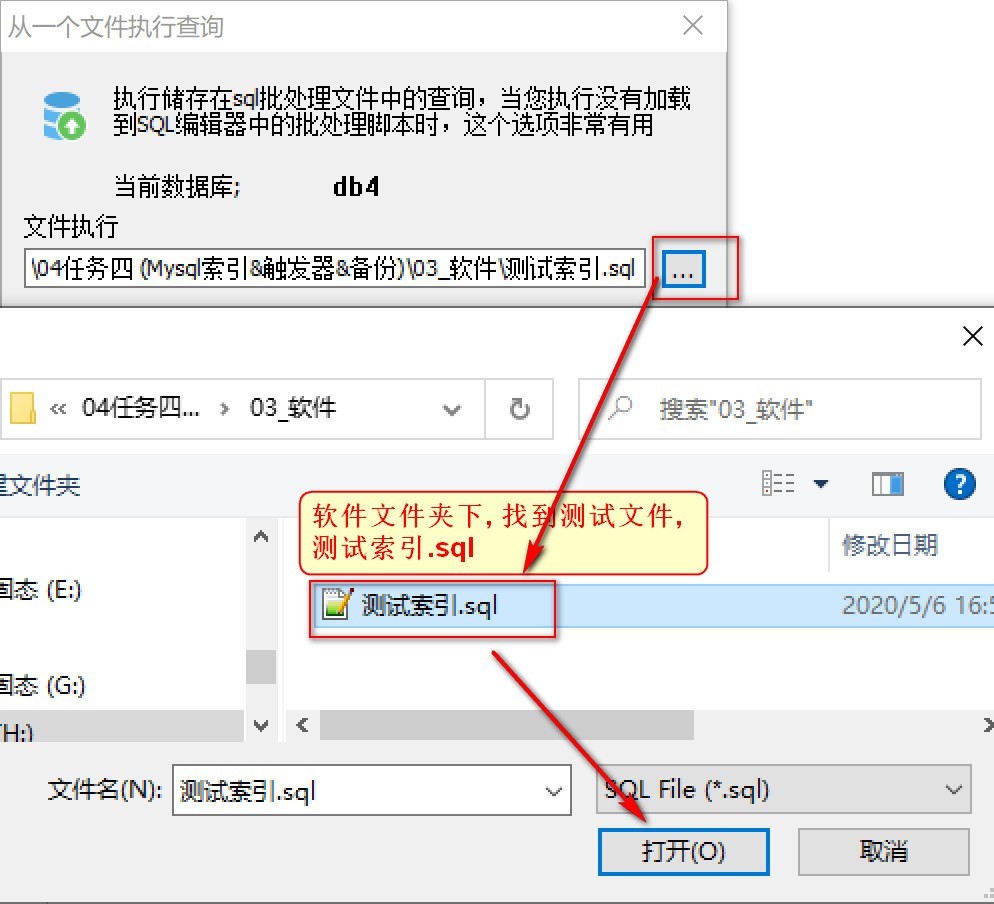 从一个文件执行查询
执行储存在sql批处理文件中的查询，当您执行没有加载
到SQL编辑器中的批处理脚本时，这个选项非常有用
当前数据库; db4
文件执行
\04任务四 (Mysql索引&触发器&备份)\03_软件\测试索引.sql ...
« 04任务四... › 03_软件 搜索"03_软件"
文件夹
软件文件夹下,找到测试文件,
测试索引.sql
修改日期
固态 (E:)
测试索引.sql 2020/5/6 16:5
固态 (G:)
H:)
文件名(N): 测试索引.sql SQL File (*.sql)
打开(O) 取消